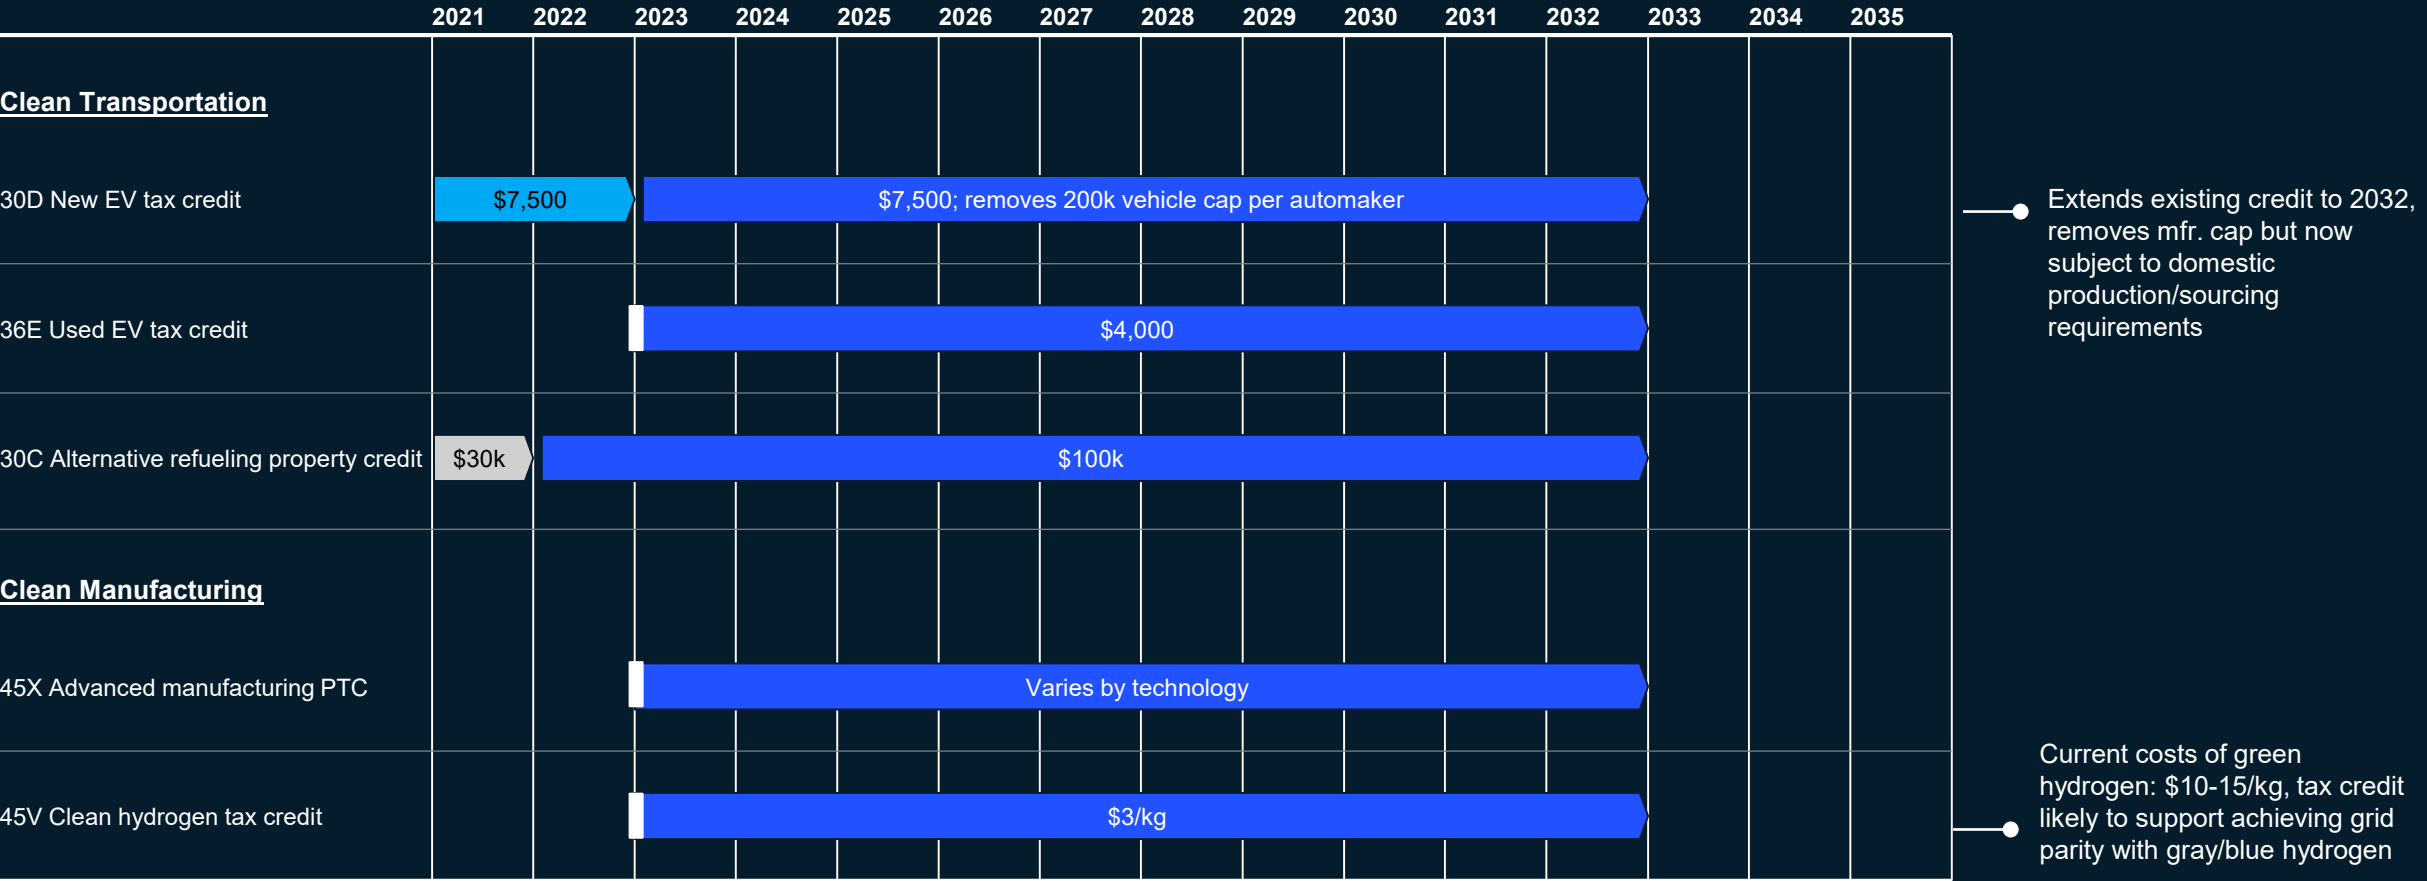 2021 2022 2023 2024 2025 2026 2027 2028 2029 2030 2031 2032 2033 2034 2035
Clean Transportation
30D New EV tax credit
$7,500
$7,500; removes 200k vehicle cap per automaker
Extends existing credit to 2032,
removes mfr. cap but now
subject to domestic
production/sourcing
requirements
36E Used EV tax credit
$4,000
30C Alternative refueling property credit
$30k
$100k
Clean Manufacturing
45X Advanced manufacturing PTC
Varies by technology
45V Clean hydrogen tax credit
$3/kg
Current costs of green
hydrogen: $10-15/kg, tax credit
likely to support achieving grid
parity with gray/blue hydrogen